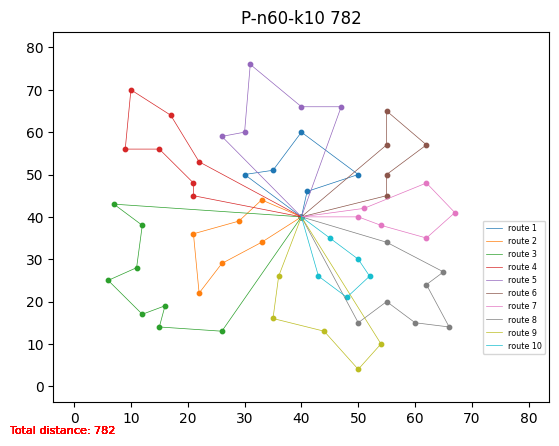 P-n60-k10 782
80
70
60
50
40
30
20
10
0
0 10 20 30 40 50 60 70 80
route 1
route 2
route 3
route 4
route 5
route 6
route 7
route 8
route 9
route 10
Total distance: 782